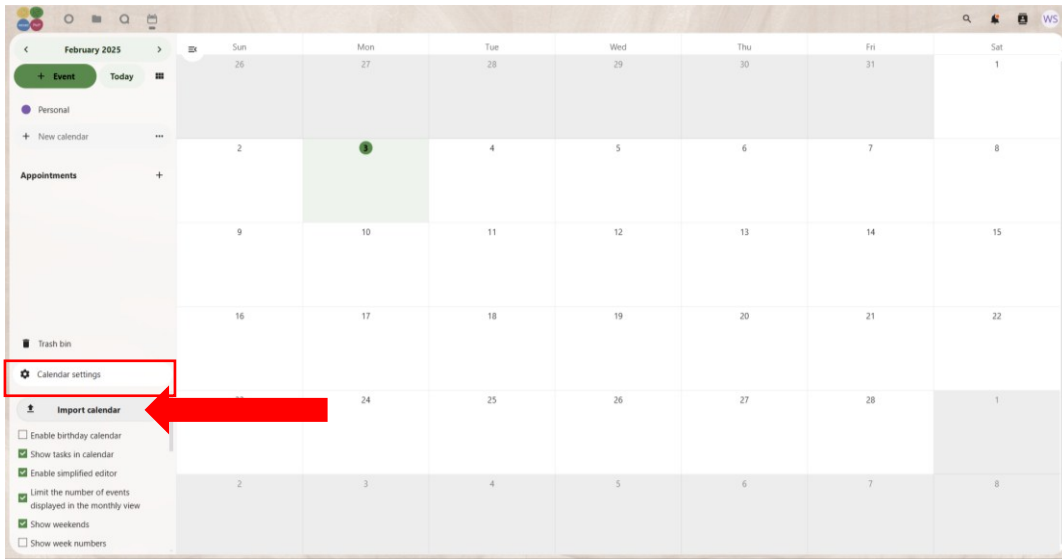 WS
February 2025
+ Event Today
Personal
+ New calendar
Appointments +
Trash bin
Calendar settings
Import calendar
Enable birthday calendar
Show tasks in calendar
Enable simplified editor
Limit the number of events
displayed in the monthly view
Show weekends
Show week numbers
Sun Mon Tue Wed Thu Fri Sat
26 27 28 29 30 31 1
2 3 4 5 6 7 8
9 10 11 12 13 14 15
16 17 18 19 20 21 22
24 25 26 27 28 1
2 3 4 5 6 7 8